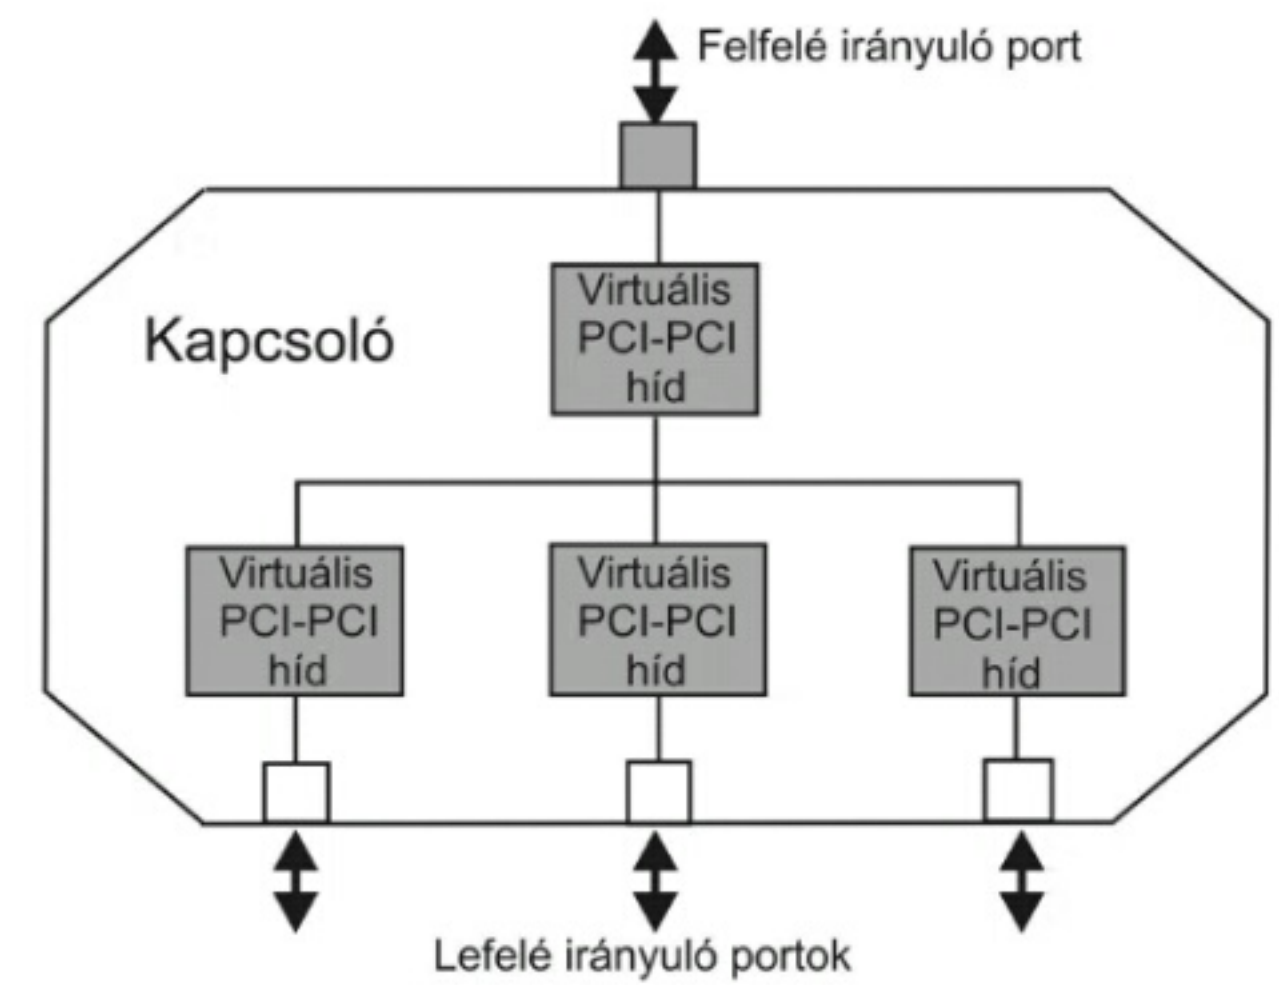 Felfelé irányuló port
Virtuális
PCI-PCI
híd
Kapcsoló
Virtuális
PCI-PCI
híd
Virtuális
PCI-PCI
híd
Virtuális
PCI-PCI
híd
Lefelé irányuló portok